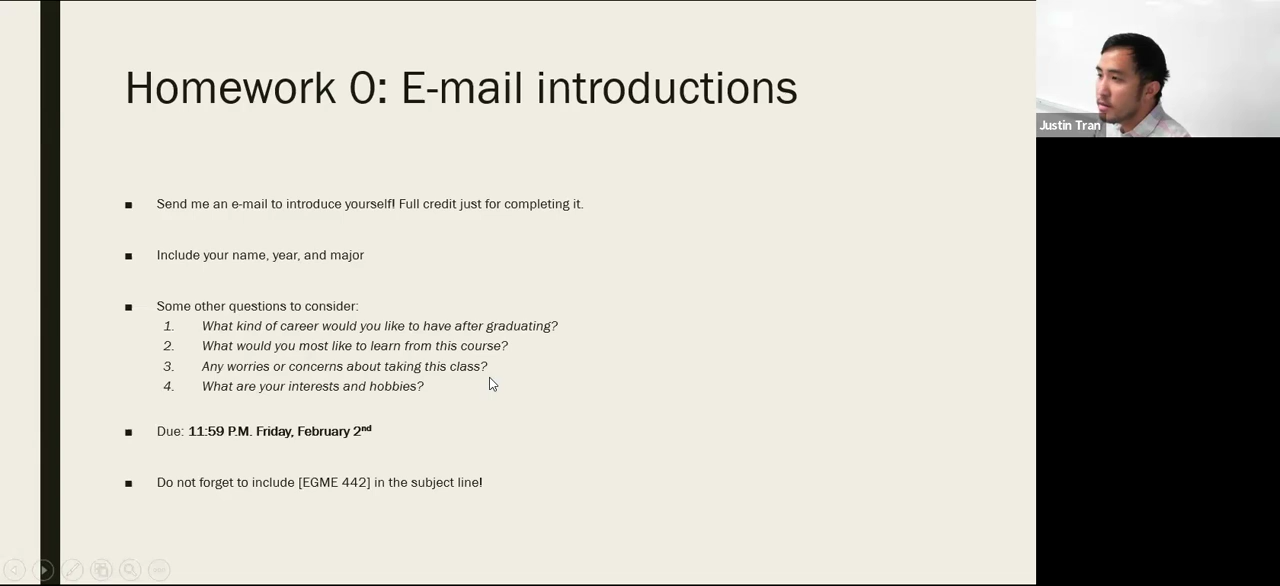 Homework 0: E-mail introductions
Justin Tran
■ Send me an e-mail to introduce yourself! Full credit just for completing it.
■ Include your name, year, and major
■ Some other questions to consider:
1. What kind of career would you like to have after graduating?
2. What would you most like to learn from this course?
3. Any worries or concerns about taking this class?
4. What are your interests and hobbies?
■ Due: 11:59 P.M. Friday, February 2nd
■ Do not forget to include [EGME 442] in the subject line!